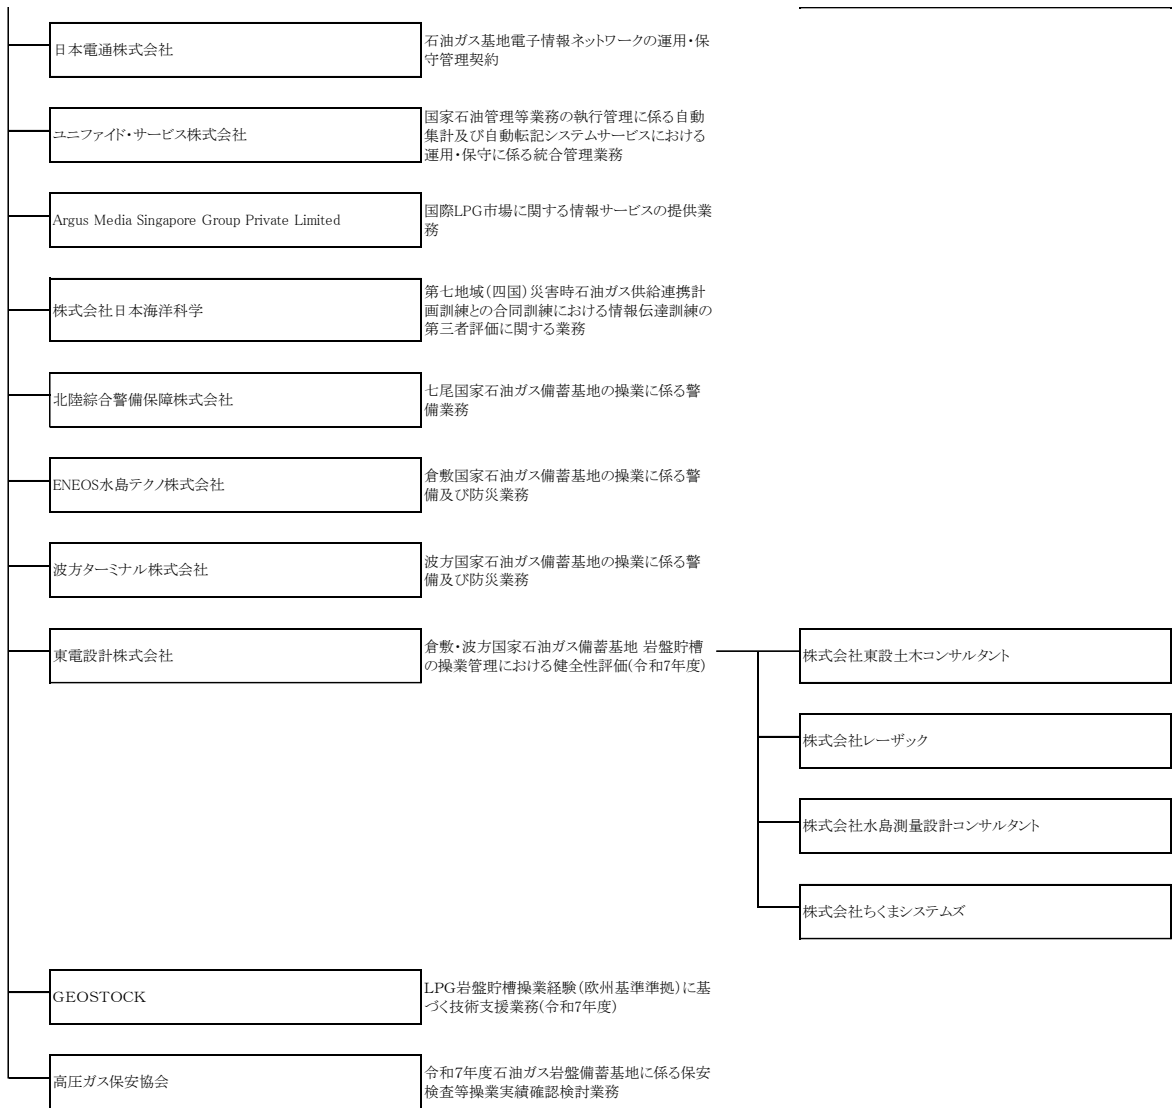 日本電通株式会社
石油ガス基地電子情報ネットワークの運用・保
守管理契約
ユニファイド・サービス株式会社
国家石油管理等業務の執行管理に係る自動
集計及び自動転記システムサービスにおける
運用・保守に係る統合管理業務
Argus Media Singapore Group Private Limited
国際LPG市場に関する情報サービスの提供業
務
株式会社日本海洋科学
第七地域(四国)災害時石油ガス供給連携計
画訓練との合同訓練における情報伝達訓練の
第三者評価に関する業務
北陸綜合警備保障株式会社
七尾国家石油ガス備蓄基地の操業に係る警
備業務
ENEOS水島テクノ株式会社
倉敷国家石油ガス備蓄基地の操業に係る警
備及び防災業務
波方ターミナル株式会社
波方国家石油ガス備蓄基地の操業に係る警
備及び防災業務
東電設計株式会社
倉敷・波方国家石油ガス備蓄基地 岩盤貯槽
の操業管理における健全性評価(令和7年度)
株式会社東設土木コンサルタント
株式会社レーザック
株式会社水島測量設計コンサルタント
株式会社ちくまシステムズ
GEOSTOCK
LPG岩盤貯槽操業経験(欧州基準準拠)に基
づく技術支援業務(令和7年度)
高圧ガス保安協会
令和7年度石油ガス岩盤備蓄基地に係る保安
検査等操業実績確認検討業務